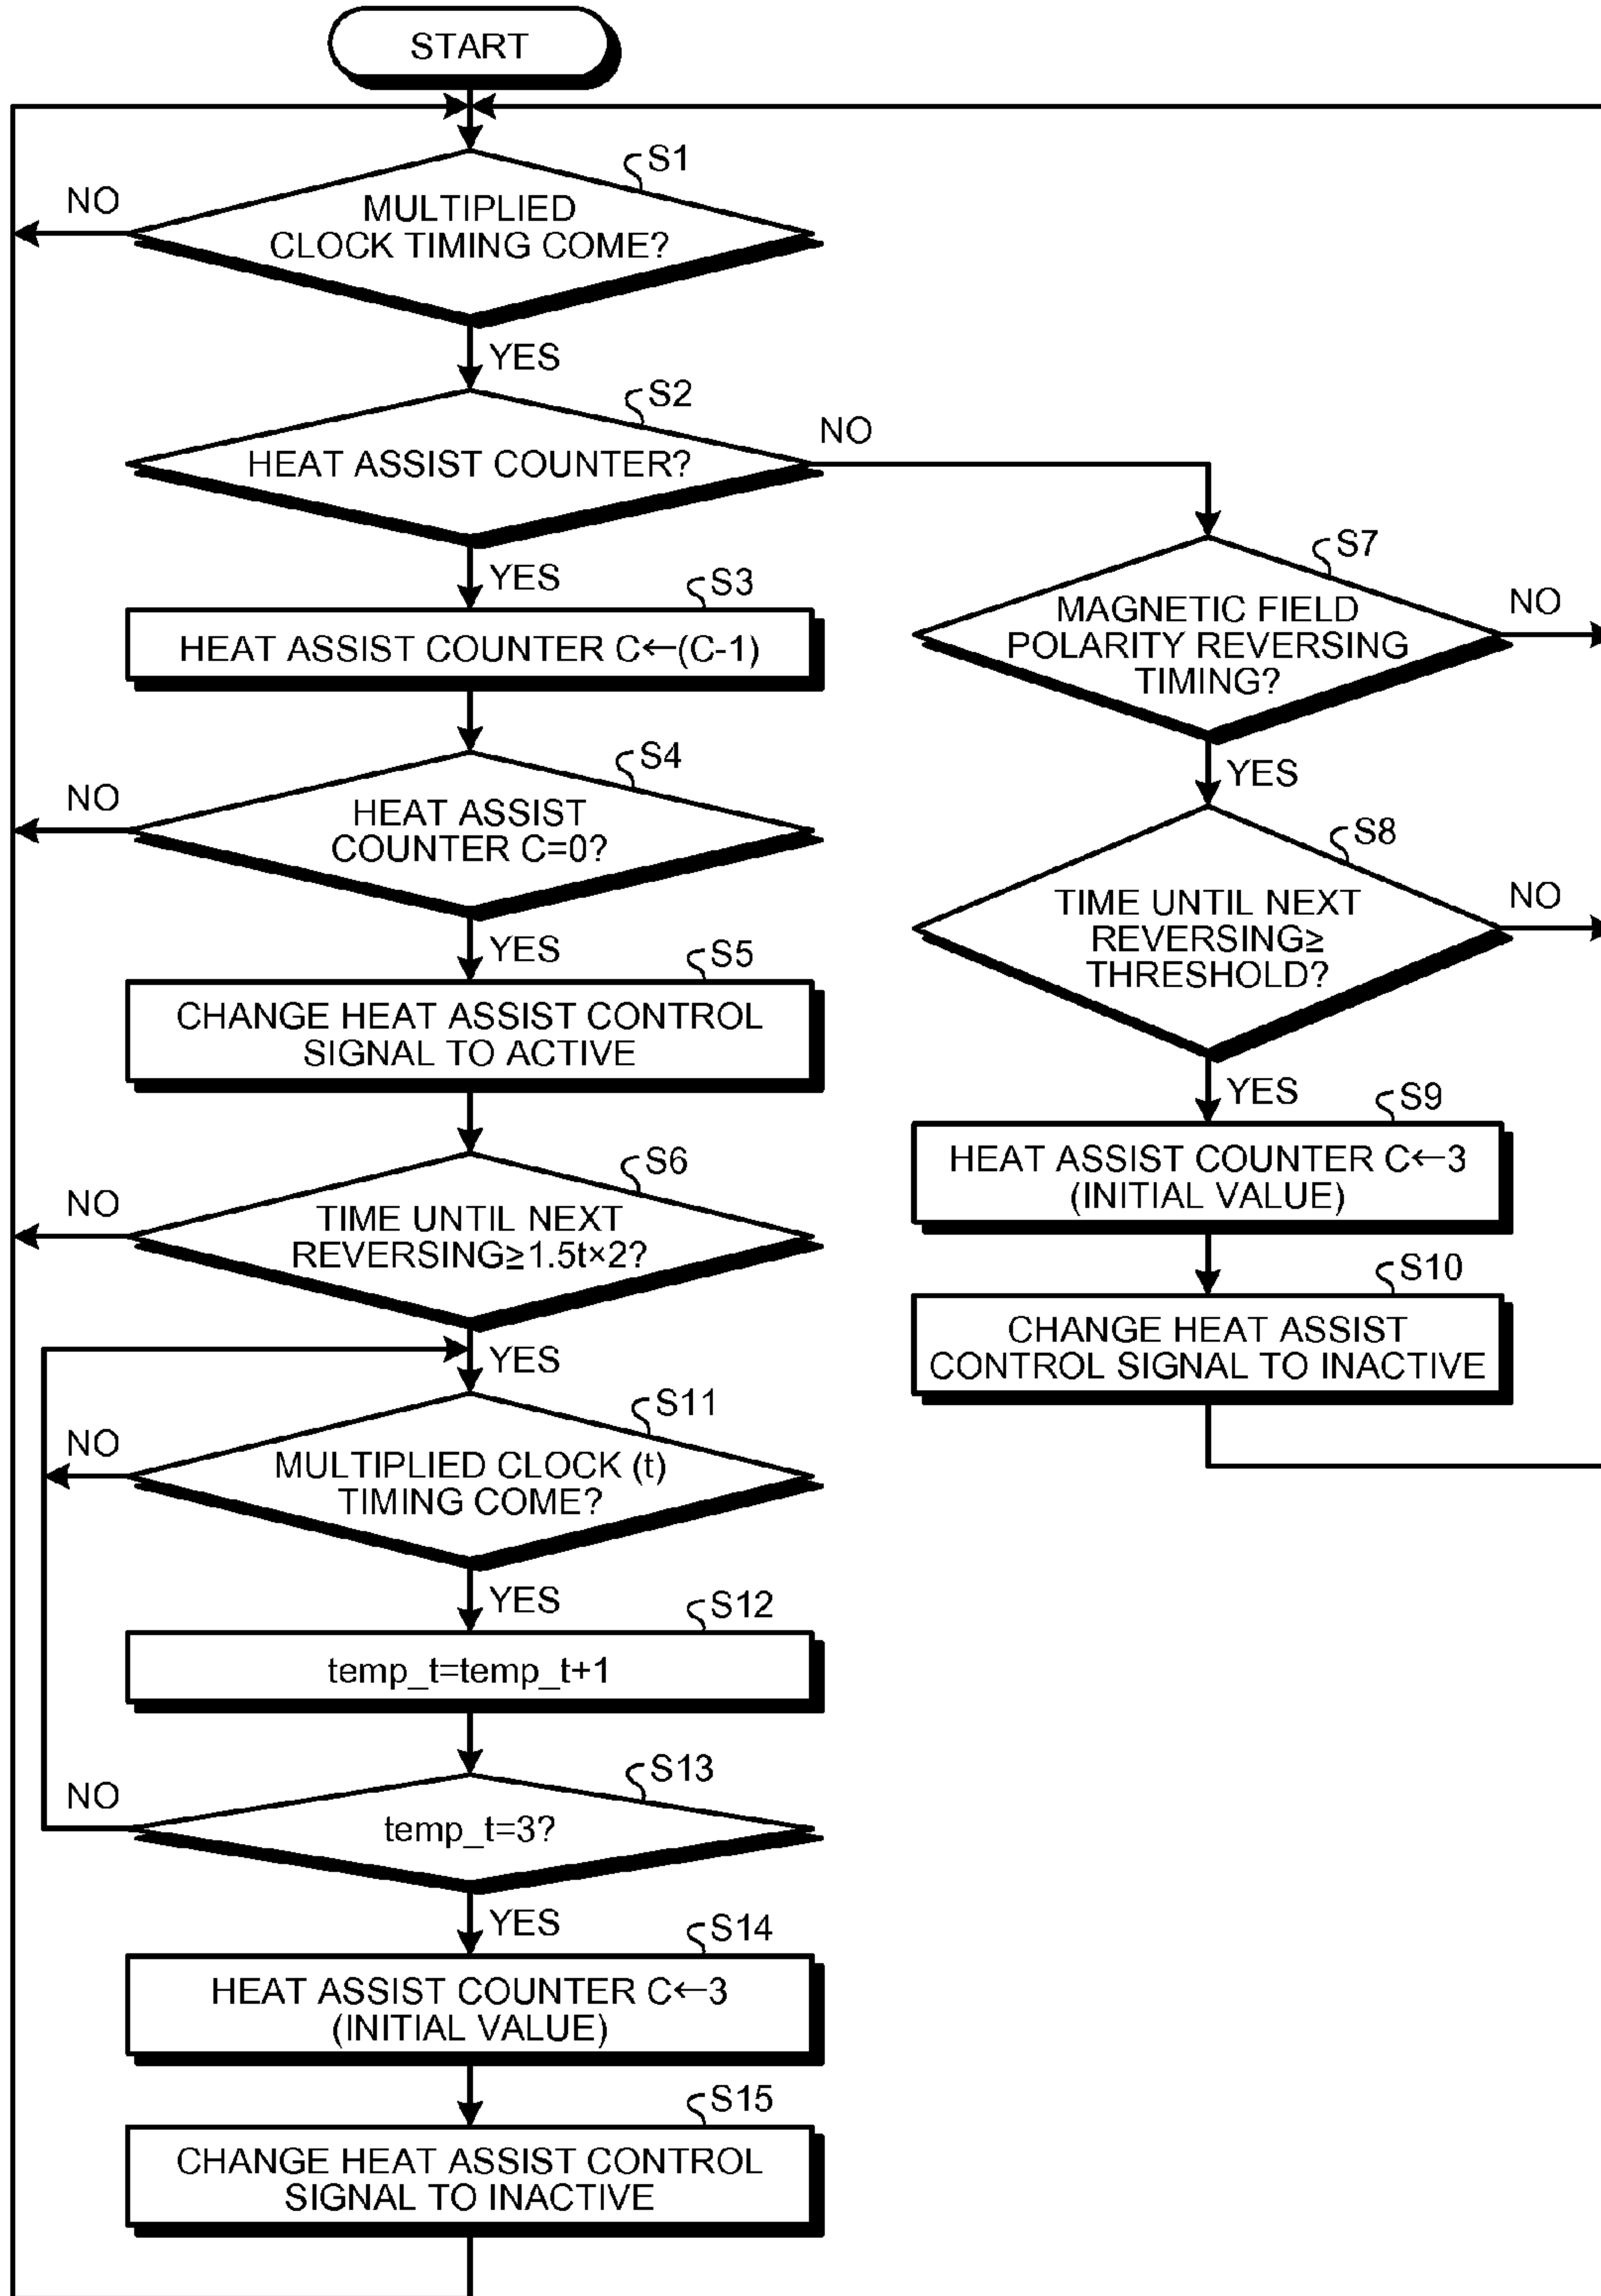 START
S1
NO
MULTIPLIED
CLOCK TIMING COME?
YES
S2
NO
HEAT ASSIST COUNTER?
YES
S3
HEAT ASSIST COUNTER C←(C-1)
S4
NO
HEAT ASSIST
COUNTER C=0?
YES
S5
CHANGE HEAT ASSIST CONTROL
SIGNAL TO ACTIVE
S6
NO
TIME UNTIL NEXT
REVERSING≥1.5t×2?
YES
S11
NO
MULTIPLIED CLOCK (t)
TIMING COME?
YES
S12
temp_t=temp_t+1
S13
NO
temp_t=3?
YES
S14
HEAT ASSIST COUNTER C←3
(INITIAL VALUE)
S15
CHANGE HEAT ASSIST CONTROL
SIGNAL TO INACTIVE
S7
NO
MAGNETIC FIELD
POLARITY REVERSING
TIMING?
YES
S8
NO
TIME UNTIL NEXT
REVERSING≥
THRESHOLD?
YES
S9
HEAT ASSIST COUNTER C←3
(INITIAL VALUE)
S10
CHANGE HEAT ASSIST
CONTROL SIGNAL TO INACTIVE